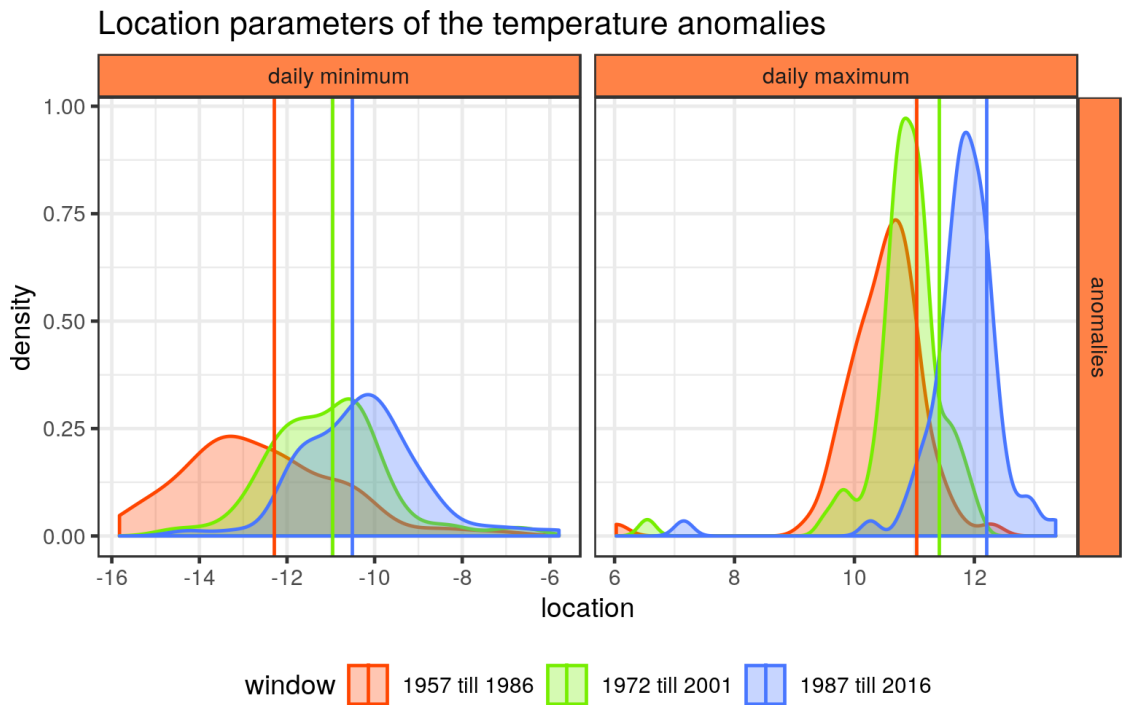 Location parameters of the temperature anomalies
daily minimum
daily maximum
1.00
0.75
0.50
0.25
0.00
density
anomalies
-16 -14 -12 -10 -8 -6
6 8 10 12
location
window 1957 till 1986 1972 till 2001 1987 till 2016